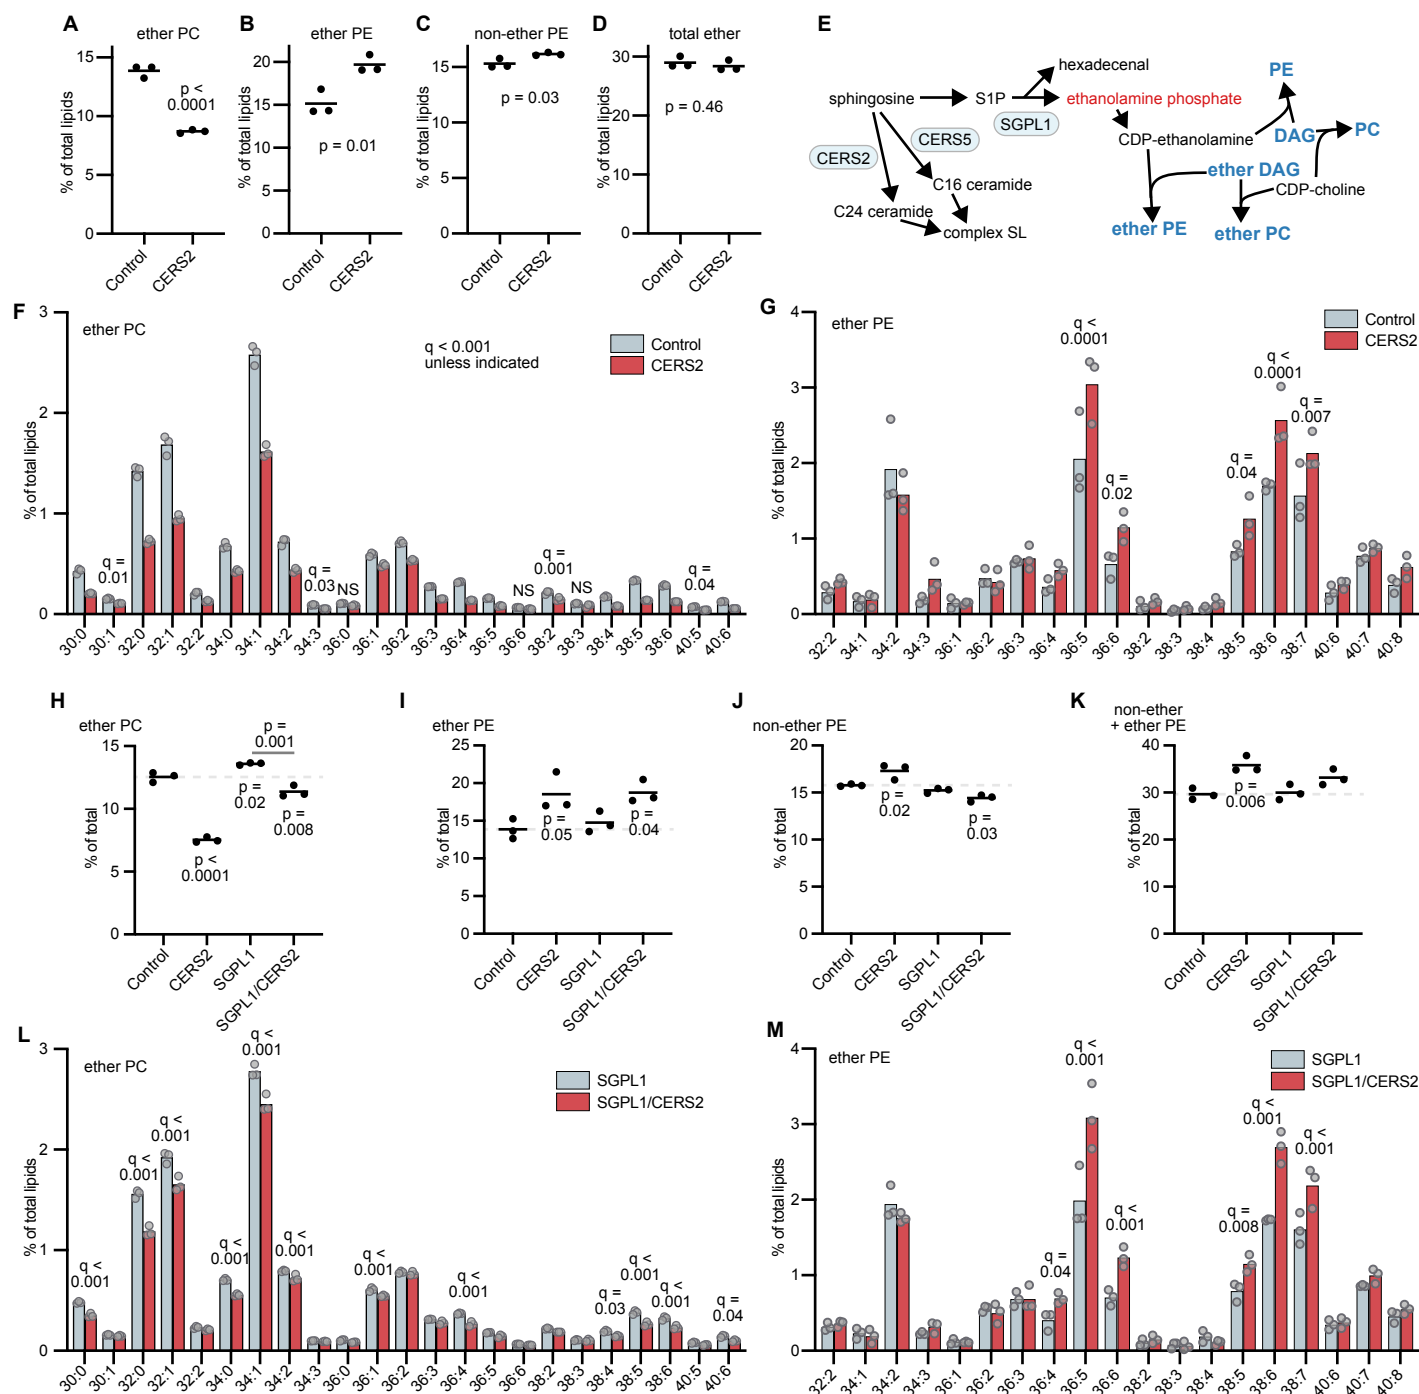 A
ether PC
% of total lipids
15
10
5
0
p <
0.0001
Control
CERS2
B
ether PE
% of total lipids
20
15
10
5
0
p = 0.01
Control
CERS2
C
non-ether PE
% of total lipids
15
10
5
0
p = 0.03
Control
CERS2
D
total ether
% of total lipids
30
20
10
0
p = 0.46
Control
CERS2
E
hexadecenal
PE
sphingosine
S1P
ethanolamine phosphate
SGPL1
CERS5
CERS2
CDP-ethanolamine
DAG
PC
ether DAG
C16 ceramide
CDP-choline
C24 ceramide
complex SL
ether PE
ether PC
F
ether PC
q < 0.001
unless indicated
Control
CERS2
% of total lipids
3
2
1
0
q =
0.01
q =
0.03
NS
NS
q =
0.001
NS
q =
0.04
30:0
30:1
32:0
32:1
32:2
34:0
34:1
34:2
34:3
36:0
36:1
36:2
36:3
36:4
36:5
36:6
38:2
38:3
38:4
38:5
38:6
40:5
40:6
G
ether PE
Control
CERS2
% of total lipids
4
3
2
1
0
q <
0.0001
q =
0.02
q =
0.04
q <
0.0001
q =
0.007
32:2
34:1
34:2
34:3
36:1
36:2
36:3
36:4
36:5
36:6
38:2
38:3
38:4
38:5
38:6
38:7
40:6
40:7
40:8
H
ether PC
% of total
15
10
5
0
p <
0.0001
p =
0.02
p =
0.001
p =
0.008
Control
CERS2
SGPL1
SGPL1/CERS2
I
ether PE
% of total
25
20
15
10
5
0
p =
0.05
p =
0.04
Control
CERS2
SGPL1
SGPL1/CERS2
J
non-ether PE
% of total
20
15
10
5
0
p =
0.02
p =
0.03
Control
CERS2
SGPL1
SGPL1/CERS2
K
non-ether
+ ether PE
% of total
40
30
20
10
0
p =
0.006
Control
CERS2
SGPL1
SGPL1/CERS2
L
ether PC
SGPL1
SGPL1/CERS2
% of total lipids
3
2
1
0
q <
0.001
q <
0.001
q <
0.001
q <
0.001
q <
0.001
q <
0.001
q <
0.001
q <
0.001
q =
0.03
q <
0.001
q <
0.001
q =
0.04
30:0
30:1
32:0
32:1
32:2
34:0
34:1
34:2
34:3
36:0
36:1
36:2
36:3
36:4
36:5
36:6
38:2
38:3
38:4
38:5
38:6
40:5
40:6
M
ether PE
SGPL1
SGPL1/CERS2
% of total lipids
4
3
2
1
0
q =
0.04
q <
0.001
q <
0.001
q =
0.008
q <
0.001
q <
0.001
32:2
34:1
34:2
34:3
36:1
36:2
36:3
36:4
36:5
36:6
38:2
38:3
38:4
38:5
38:6
38:7
40:6
40:7
40:8